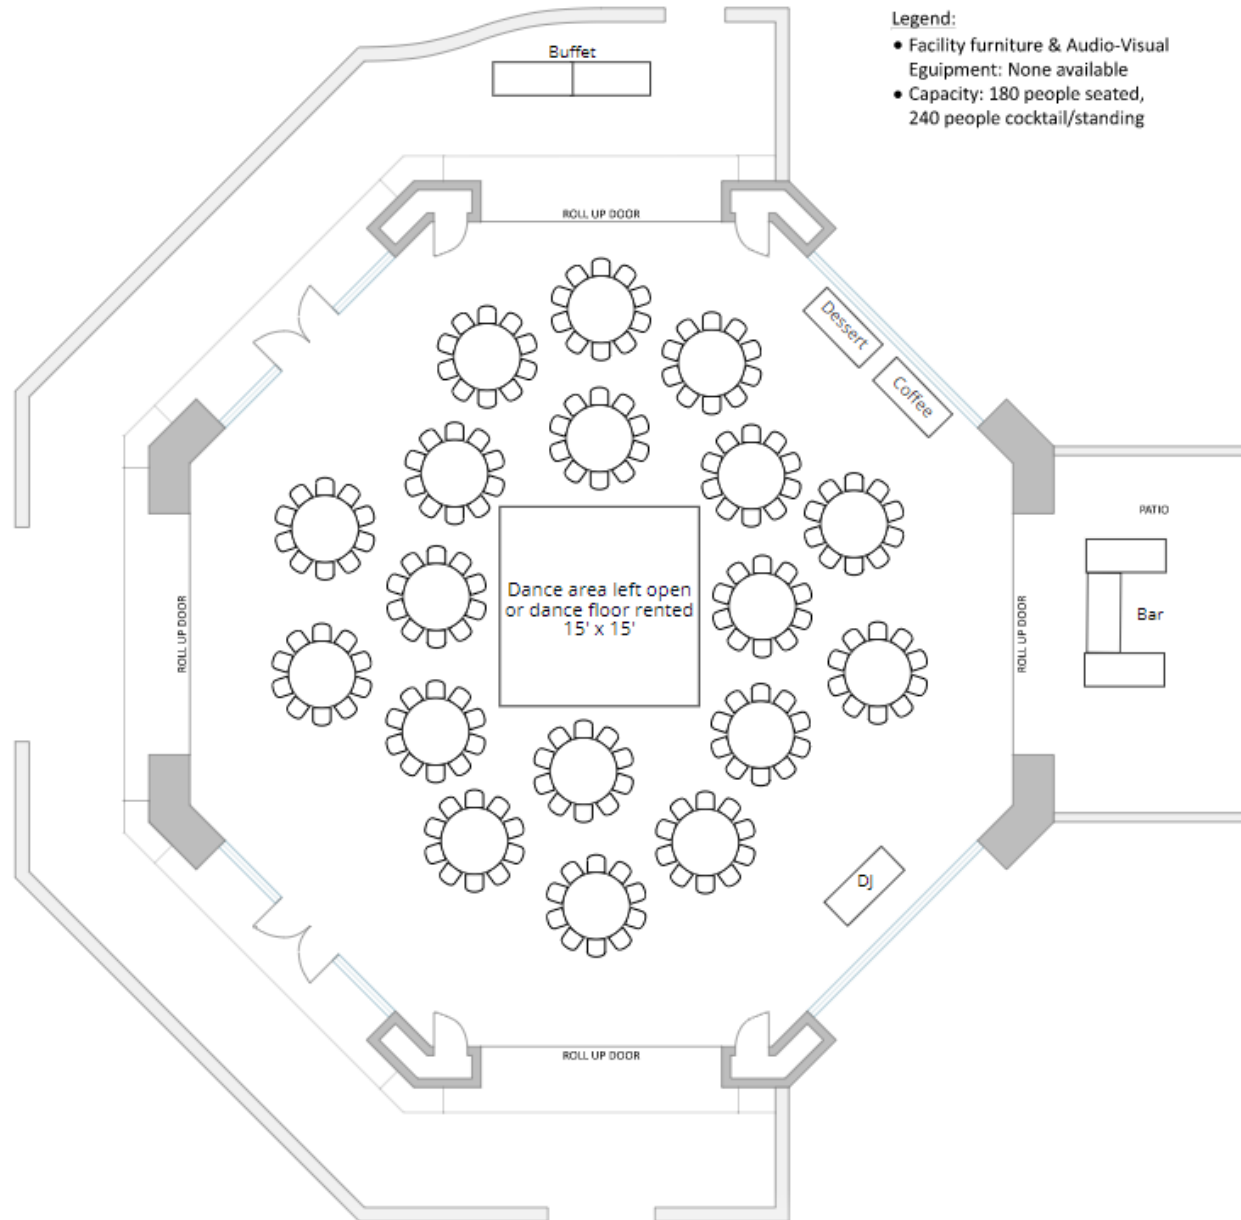 Legend:
• Facility furniture & Audio-Visual
Eguipment: None available
• Capacity: 180 people seated,
240 people cocktail/standing
Buffet
ROLL UP DOOR
Dessert
Coffee
PATIO
Dance area left open
or dance floor rented
15' x 15'
Bar
ROLL UP DOOR
ROLL UP DOOR
DJ
ROLL UP DOOR